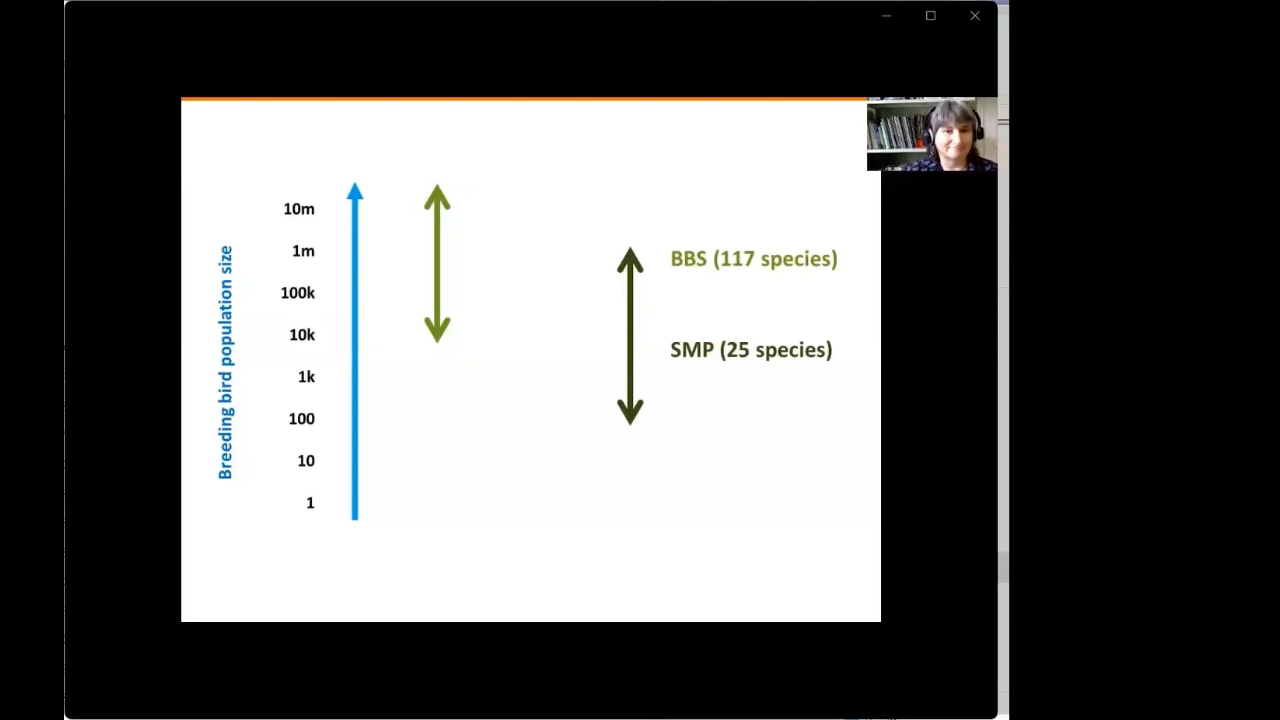 Breeding bird population size
10m
1m
100k
10k
1k
100
10
1
BBS (117 species)
SMP (25 species)